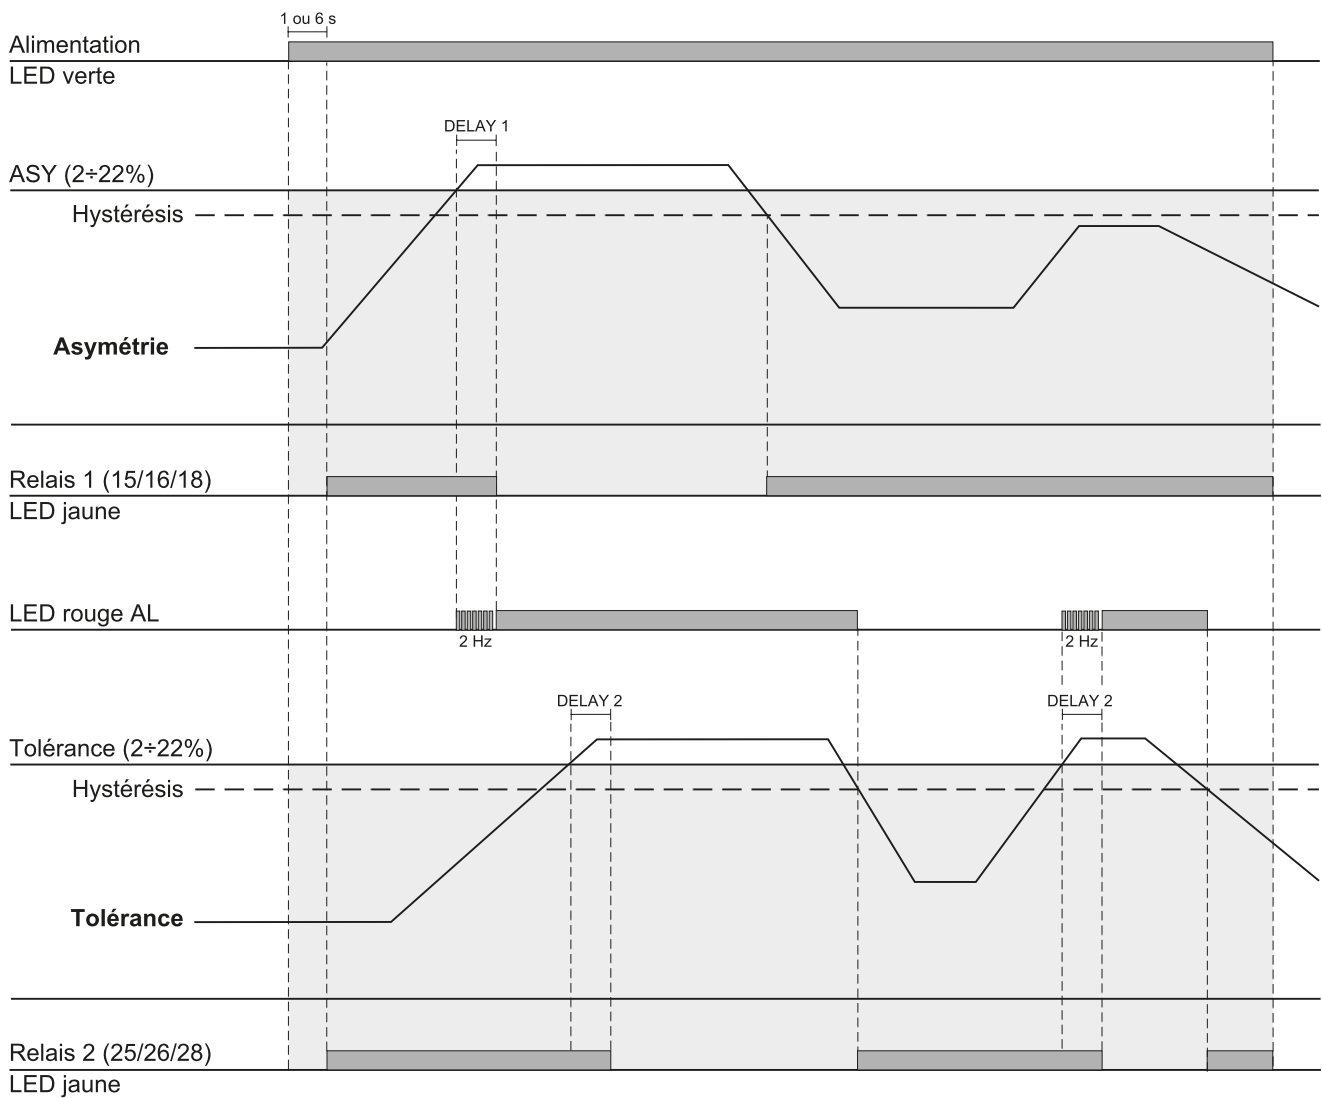 1 ou 6 s
Alimentation
LED verte
DELAY 1
ASY (2÷22%)
Hystérésis
Asymétrie
Relais 1 (15/16/18)
LED jaune
LED rouge AL
2 Hz
2 Hz
DELAY 2
DELAY 2
Tolérance (2÷22%)
Hystérésis
Tolérance
Relais 2 (25/26/28)
LED jaune